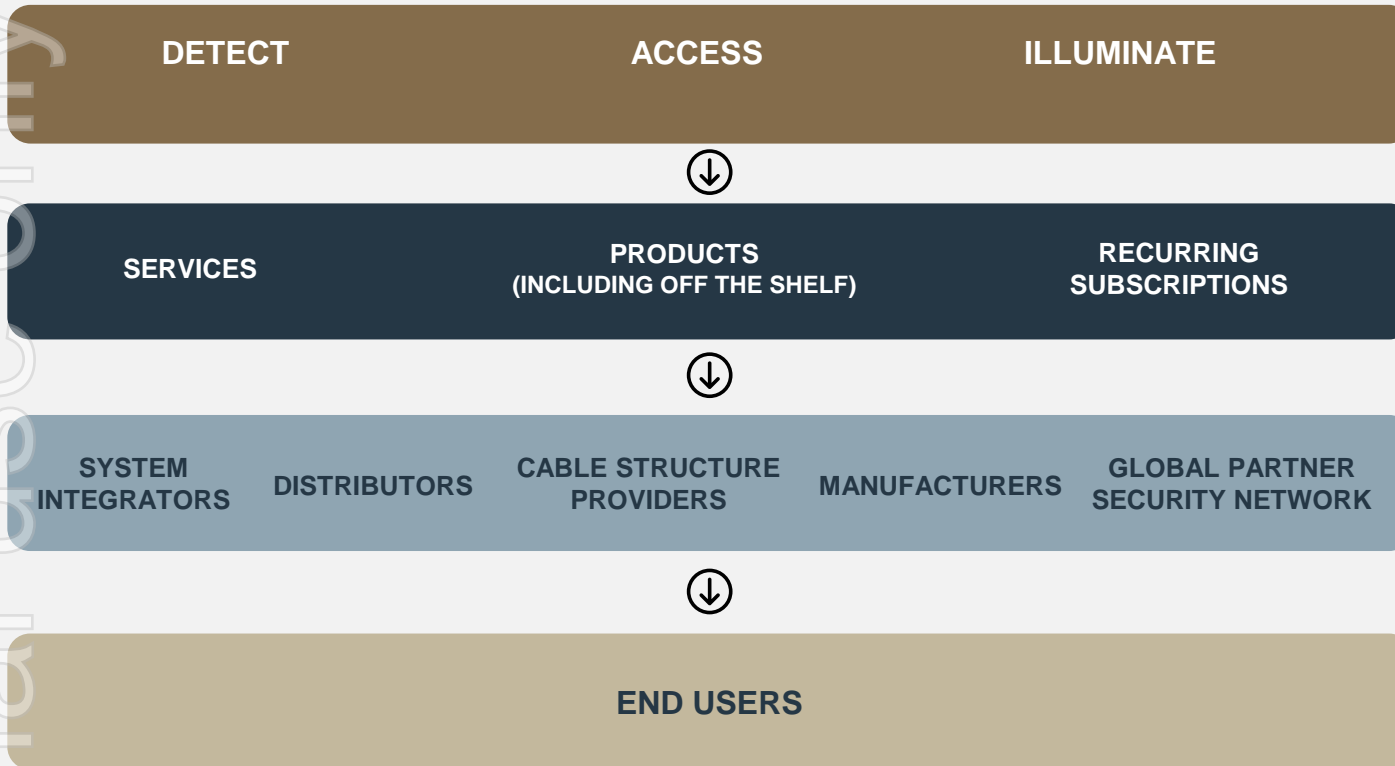 DETECT ACCESS ILLUMINATE
SERVICES
PRODUCTS
(INCLUDING OFF THE SHELF)
RECURRING
SUBSCRIPTIONS
SYSTEM
INTEGRATORS
DISTRIBUTORS
CABLE STRUCTURE
PROVIDERS
MANUFACTURERS
GLOBAL PARTNER
SECURITY NETWORK
END USERS